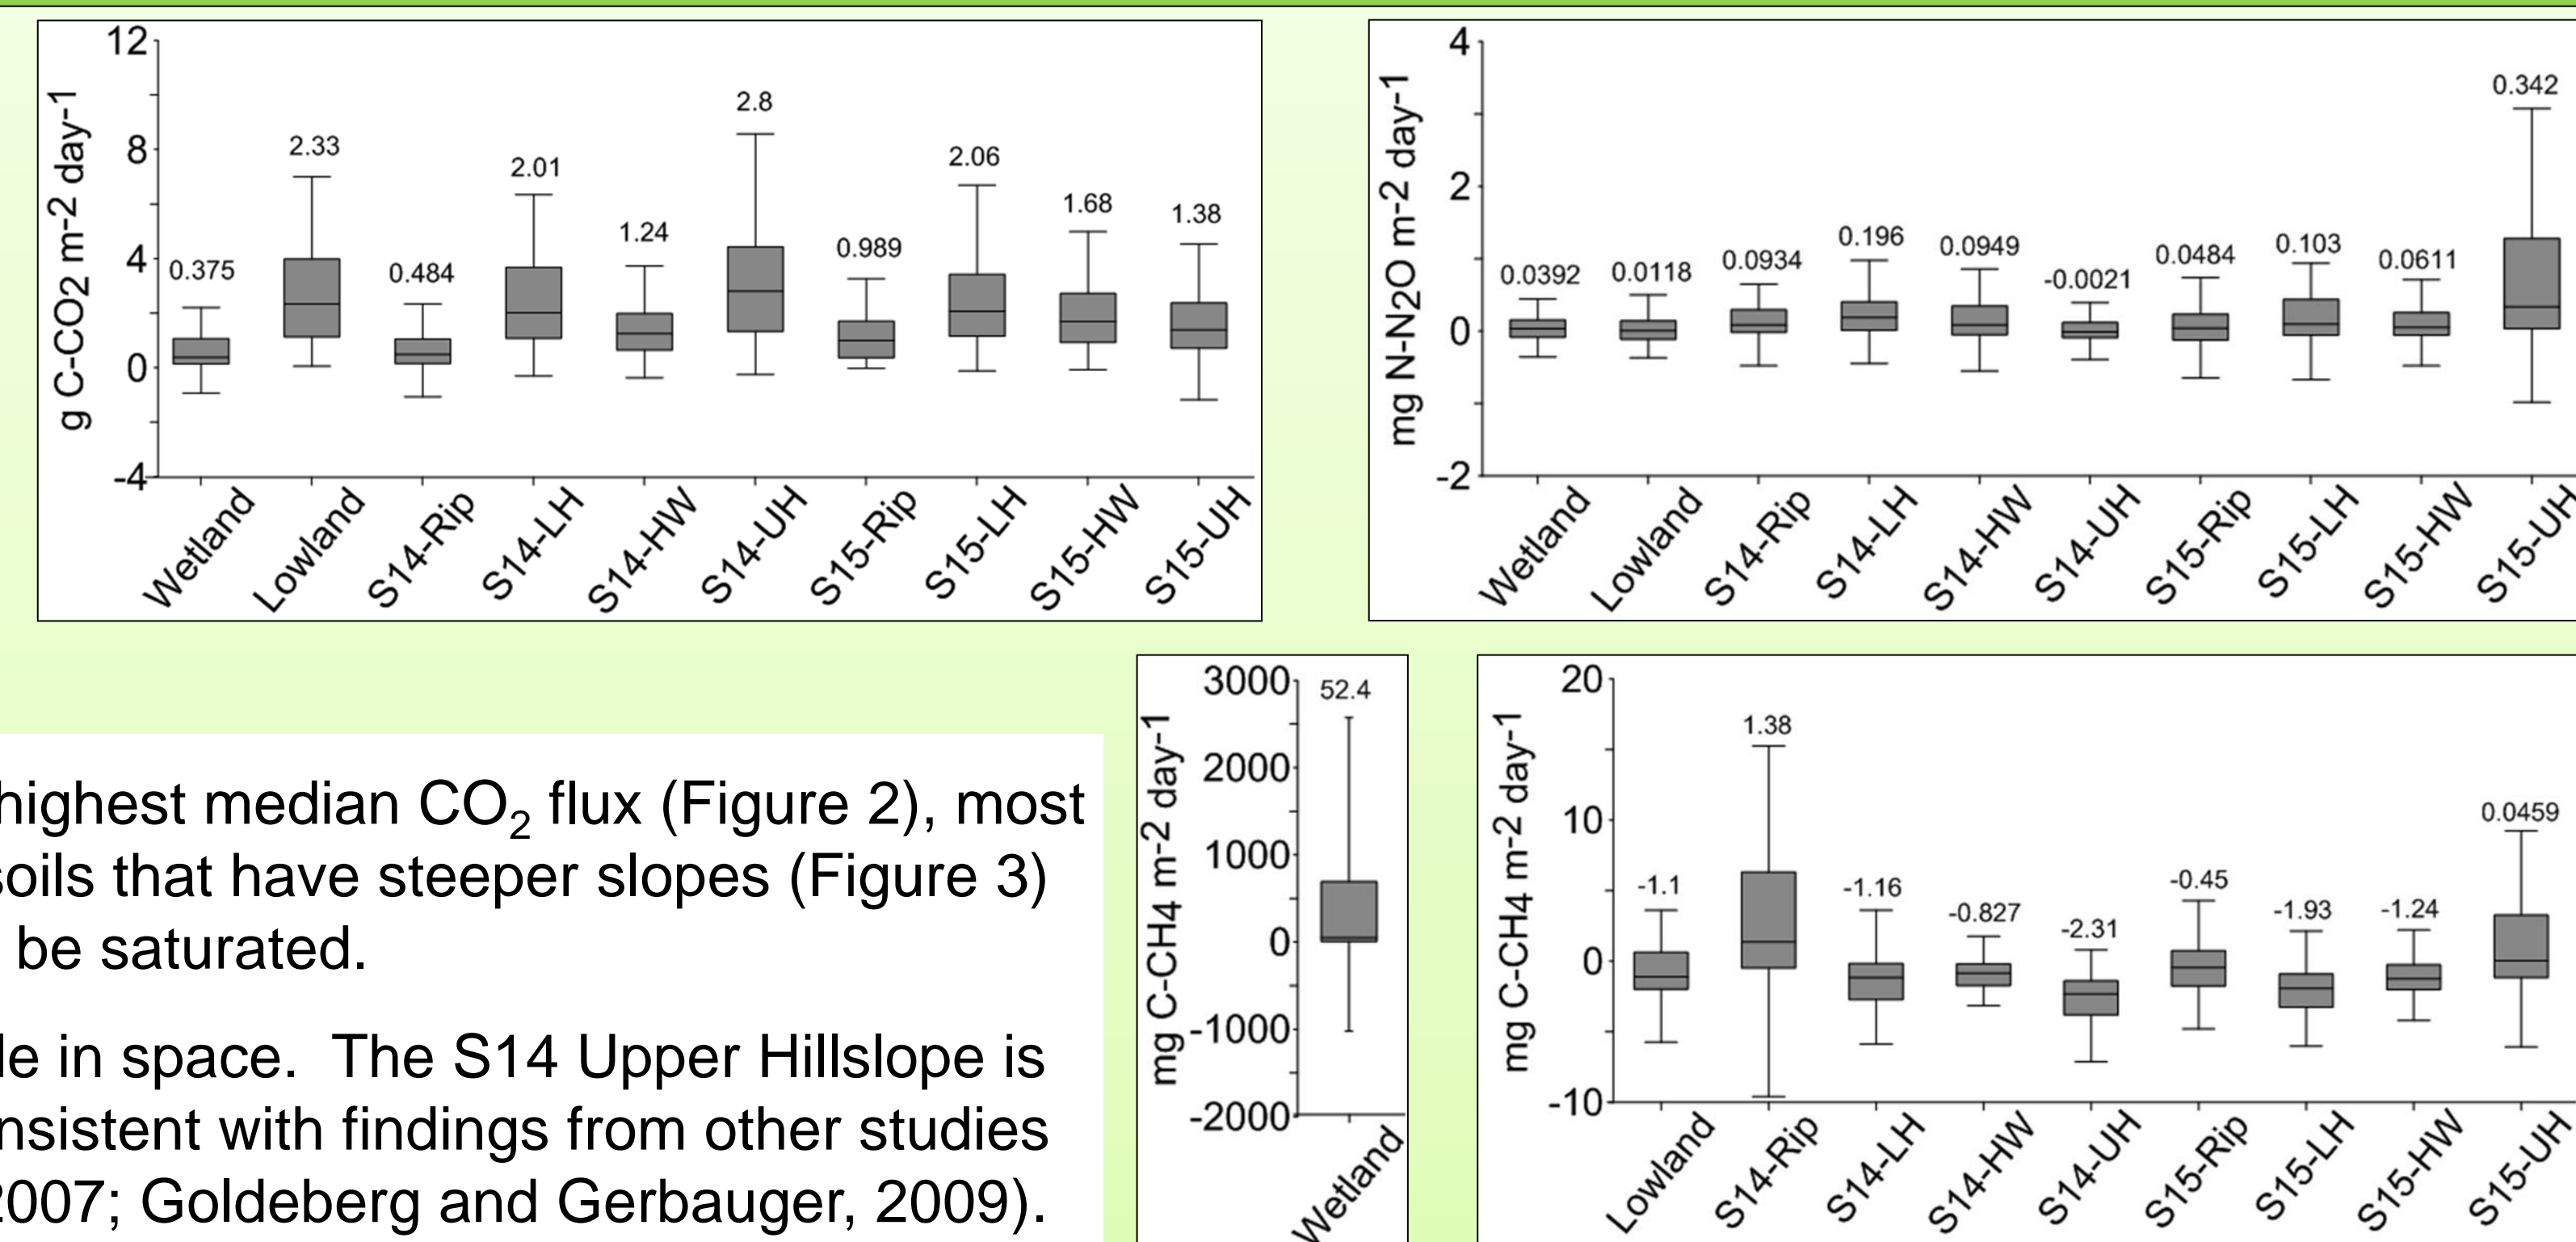 12
8
4
0
-4
g C-CO2 m-2 day-1
0.375
2.33
0.484
2.01
1.24
2.8
0.989
2.06
1.68
1.38
Wetland
Lowland
S14-Rip
S14-LH
S14-HW
S14-UH
S15-Rip
S15-LH
S15-HW
S15-UH
4
2
0
-2
mg N-N2O m-2 day-1
0.0392
0.0118
0.0934
0.196
0.0949
-0.0021
0.0484
0.103
0.0611
0.342
Wetland
Lowland
S14-Rip
S14-LH
S14-HW
S14-UH
S15-Rip
S15-LH
S15-HW
S15-UH
highest median CO₂ flux (Figure 2), most
soils that have steeper slopes (Figure 3)
be saturated.
le in space. The S14 Upper Hillslope is
nsistent with findings from other studies
2007; Goldeberg and Gerbauger, 2009).
3000
2000
1000
0
-1000
-2000
mg C-CH4 m-2 day-1
52.4
Wetland
20
10
0
-10
mg C-CH4 m-2 day-1
-1.1
1.38
-1.16
-0.827
-2.31
-0.45
-1.93
-1.24
0.0459
Lowland
S14-Rip
S14-LH
S14-HW
S14-UH
S15-Rip
S15-LH
S15-HW
S15-UH